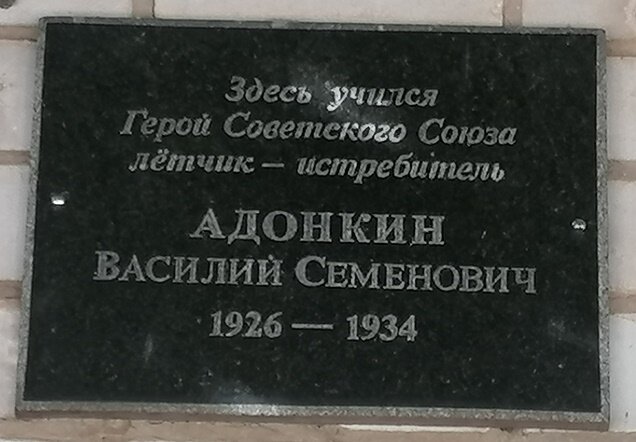 Здесь учился
Герой Советского Союза
лётчик – истребитель
АДОНКИН
ВАСИЛИЙ СЕМЕНОВИЧ
1926 — 1934